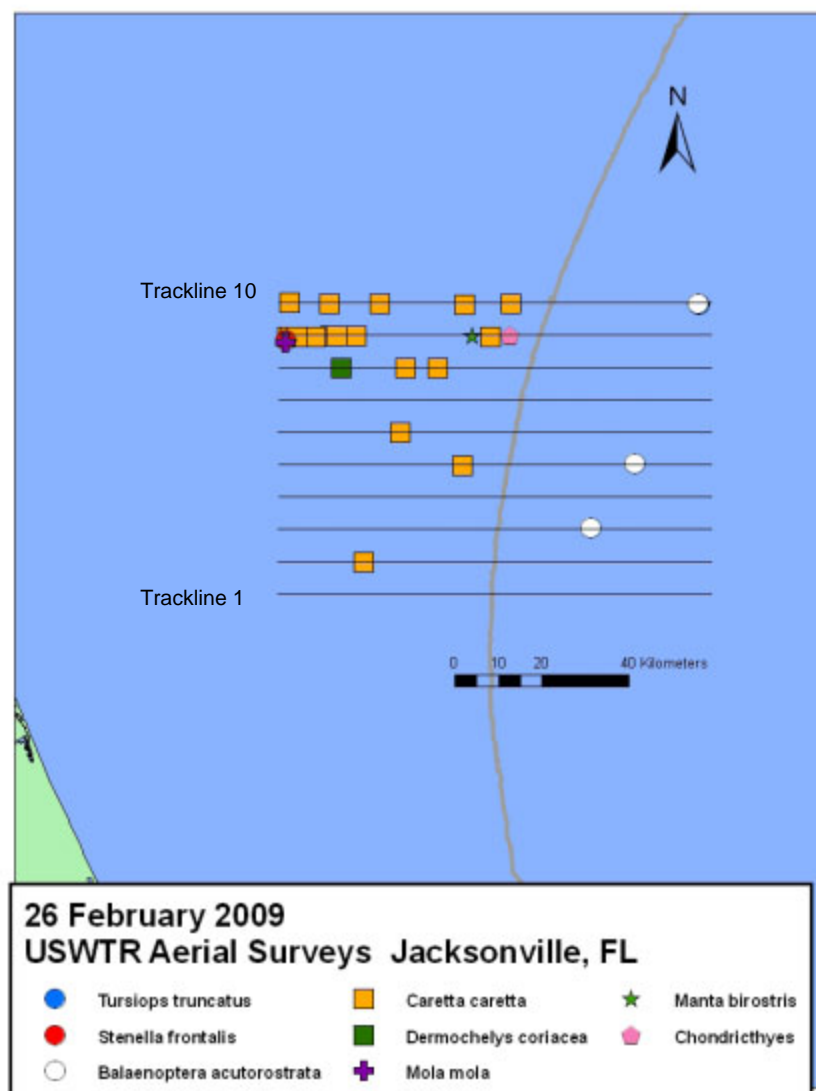 N
Trackline 10
Trackline 1
0 10 20 40 Kilometers
26 February 2009
USWTR Aerial Surveys Jacksonville, FL
Tursiops truncatus Caretta caretta Manta birostris
Stenella frontalis Dermochelys coriacea Chondricthyes
Balaenoptera acutorostrata Mola mola